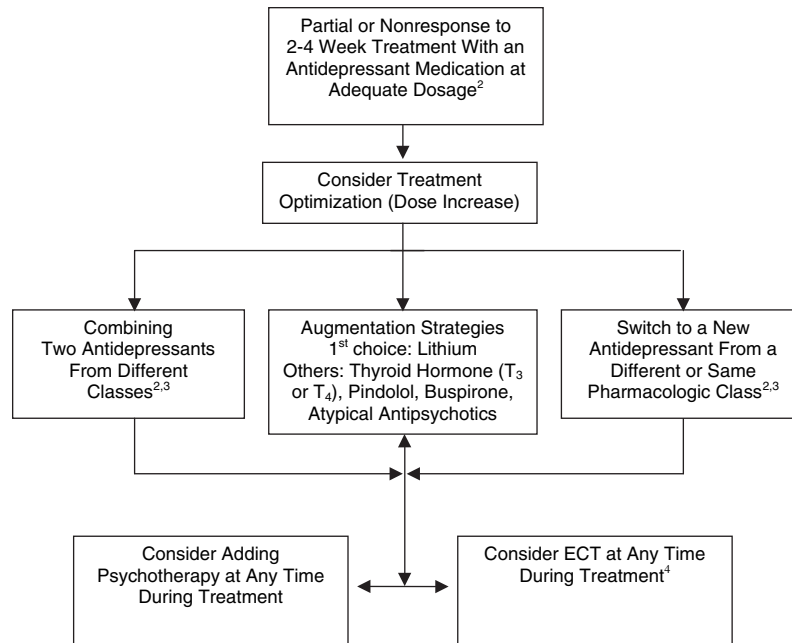 Partial or Nonresponse to
2-4 Week Treatment With an
Antidepressant Medication at
Adequate Dosage²
Consider Treatment
Optimization (Dose Increase)
Combining
Two Antidepressants
From Different
Classes²,³
Augmentation Strategies
1st choice: Lithium
Others: Thyroid Hormone (T₃
or T₄), Pindolol, Buspirone,
Atypical Antipsychotics
Switch to a New
Antidepressant From a
Different or Same
Pharmacologic Class²,³
Consider Adding
Psychotherapy at Any Time
During Treatment
Consider ECT at Any Time
During Treatment⁴